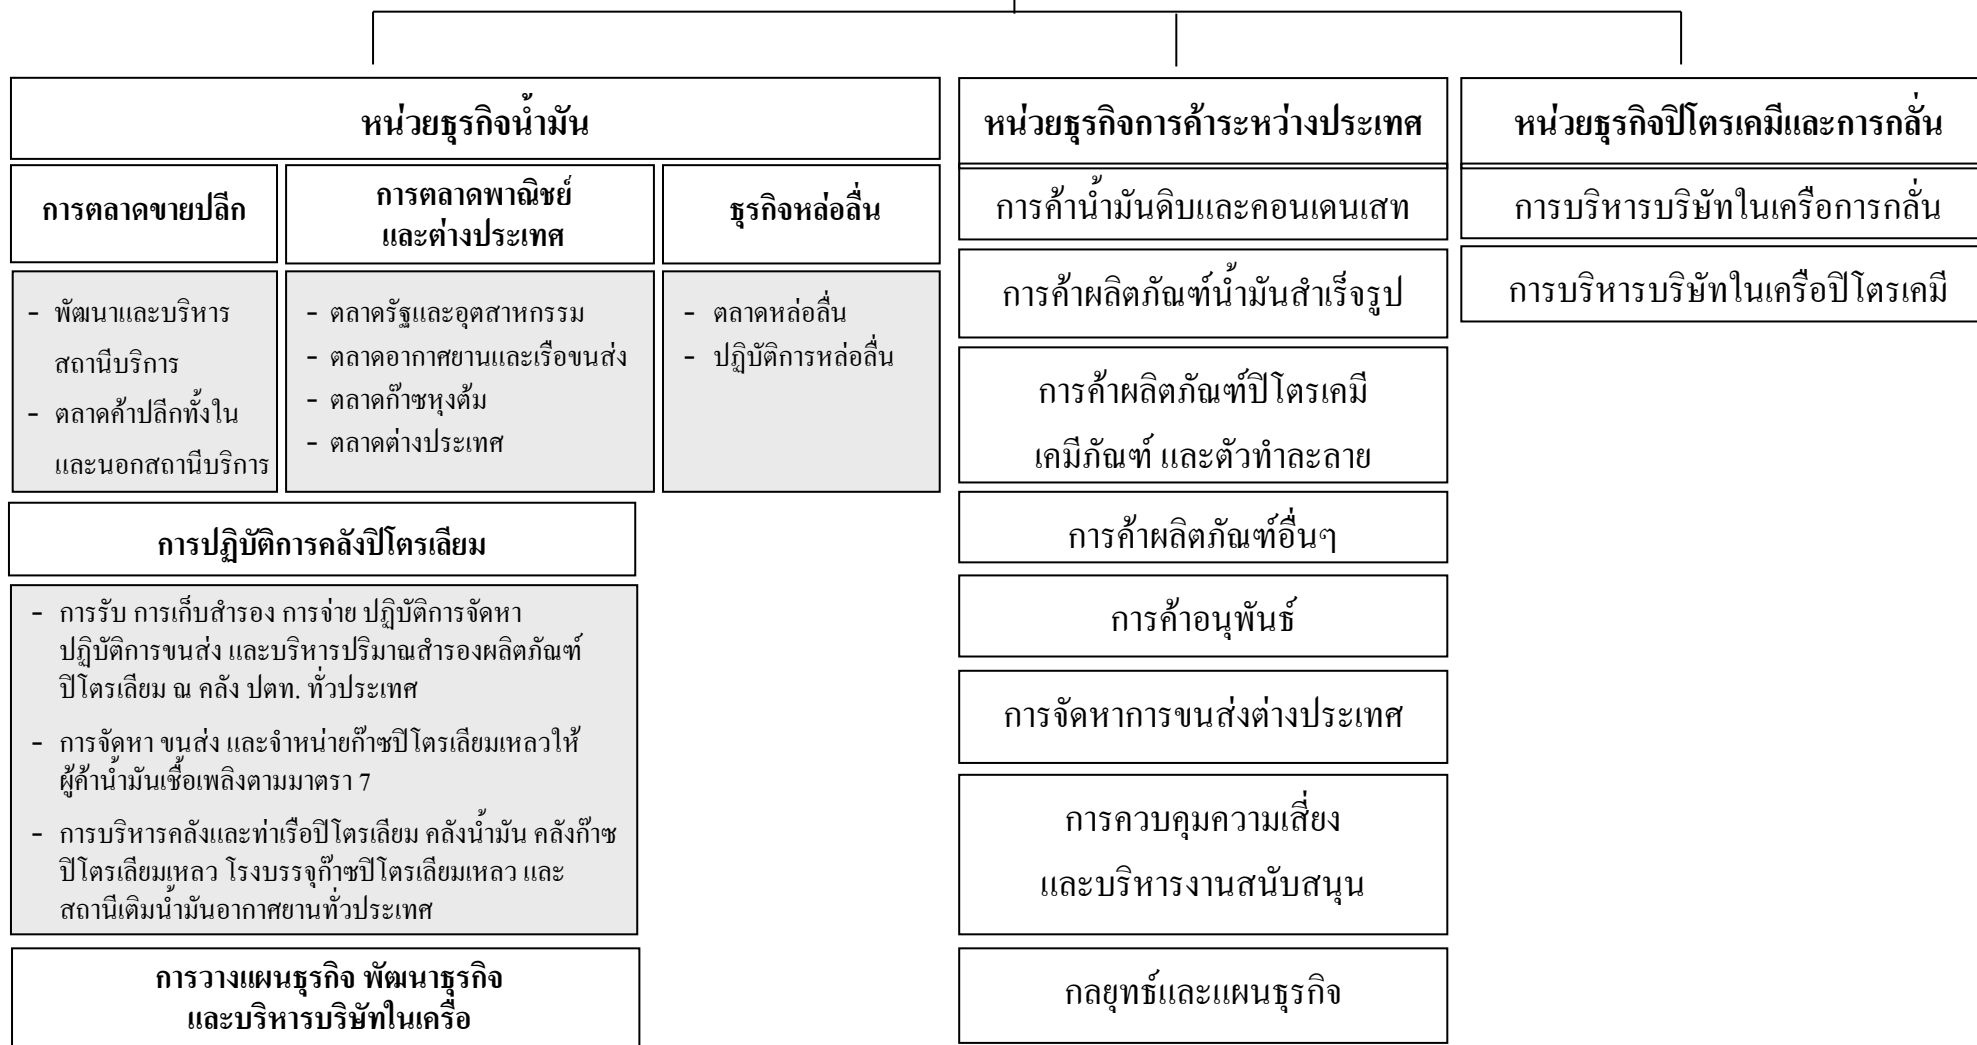 หน่วยธุรกิจน้ำมัน
การตลาดขายปลีก
การตลาดพาณิชย์
และต่างประเทศ
ธุรกิจหล่อลื่น
- พัฒนาและบริหาร
สถานีบริการ
- ตลาดค้าปลีกทั้งใน
และนอกสถานีบริการ
- ตลาดรัฐและอุตสาหกรรม
- ตลาดอากาศยานและเรือขนส่ง
- ตลาดก๊าซหุงต้ม
- ตลาดต่างประเทศ
- ตลาดหล่อลื่น
- ปฏิบัติการหล่อลื่น
การปฏิบัติการคลังปิโตรเลียม
- การรับ การเก็บสำรอง การจ่าย ปฏิบัติการจัดหา
ปฏิบัติการขนส่ง และบริหารปริมาณสำรองผลิตภัณฑ์
ปิโตรเลียม ณ คลัง ปตท. ทั่วประเทศ
- การจัดหา ขนส่ง และจำหน่ายก๊าซปิโตรเลียมเหลวให้
ผู้ค้าน้ำมันเชื้อเพลิงตามมาตรา 7
- การบริหารคลังและท่าเรือปิโตรเลียม คลังน้ำมัน คลังก๊าซ
ปิโตรเลียมเหลว โรงบรรจุก๊าซปิโตรเลียมเหลว และ
สถานีเติมน้ำมันอากาศยานทั่วประเทศ
การวางแผนธุรกิจ พัฒนาธุรกิจ
และบริหารบริษัทในเครือ
หน่วยธุรกิจการค้าระหว่างประเทศ
การค้าน้ำมันดิบและคอนเดนเสท
การค้าผลิตภัณฑ์น้ำมันสำเร็จรูป
การค้าผลิตภัณฑ์ปิโตรเคมี
เคมีภัณฑ์ และตัวทำละลาย
การค้าผลิตภัณฑ์อื่นๆ
การค้าอนุพันธ์
การจัดหาการขนส่งต่างประเทศ
การควบคุมความเสี่ยง
และบริหารงานสนับสนุน
กลยุทธ์และแผนธุรกิจ
หน่วยธุรกิจปิโตรเคมีและการกลั่น
การบริหารบริษัทในเครือการกลั่น
การบริหารบริษัทในเครือปิโตรเคมี